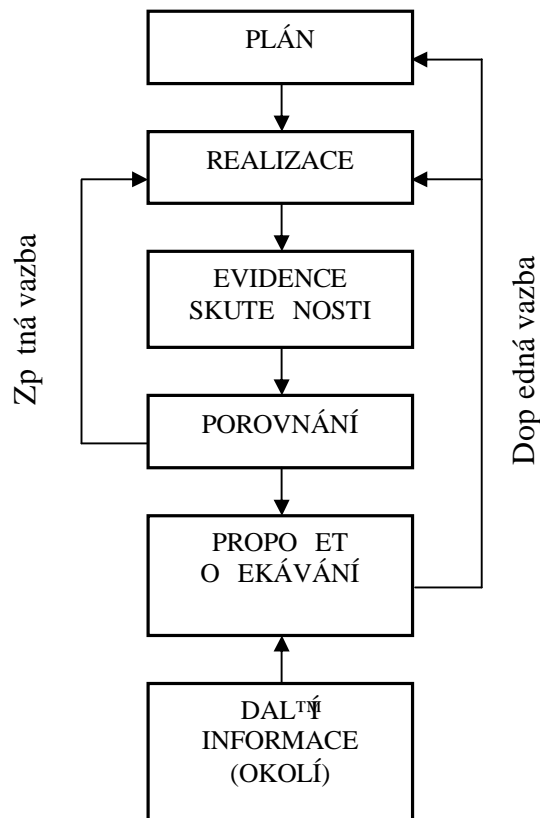 PLÁN
REALIZACE
EVIDENCE
SKUTE NOSTI
POROVNÁNÍ
PROPO ET
O EKÁVÁNÍ
DAL™Í
INFORMACE
(OKOLÍ)
Zp tná vazba
Dop edná vazba